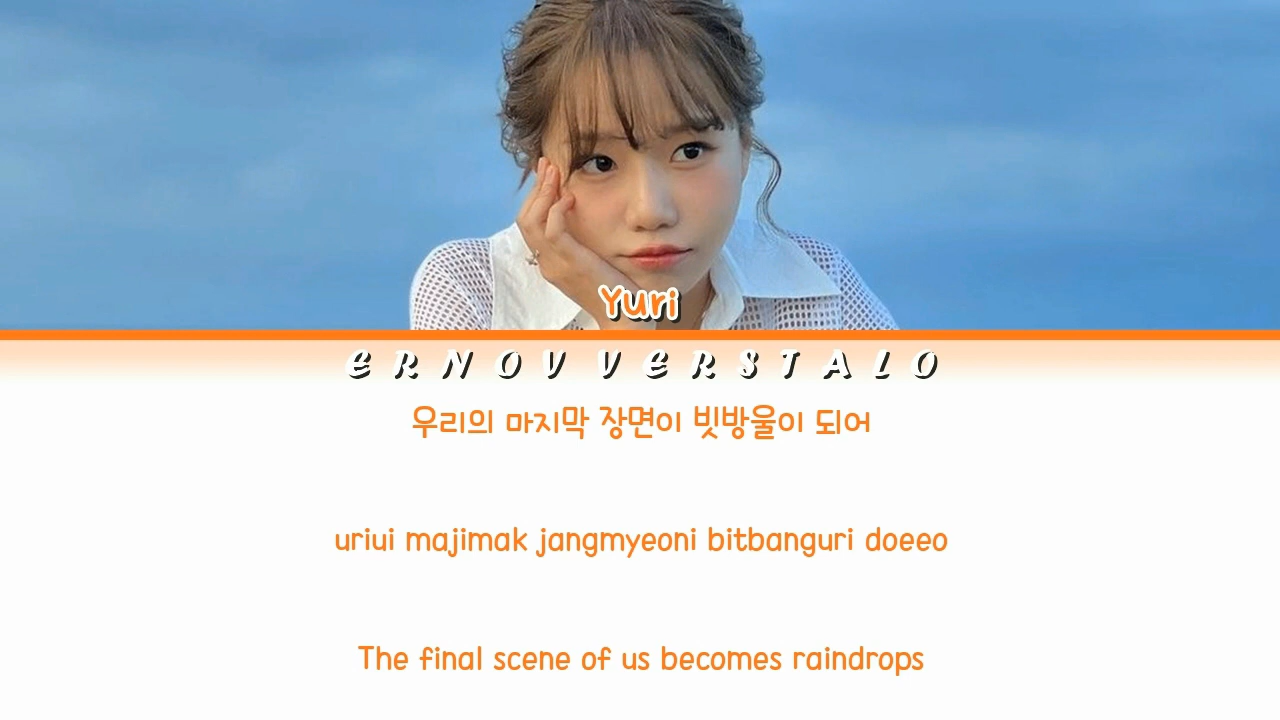 Yuri
ERNOV VERSTALO
우리의 마지막 장면이 빗방울이 되어
uriui majimak jangmyeoni bitbanguri doeeo
The final scene of us becomes raindrops